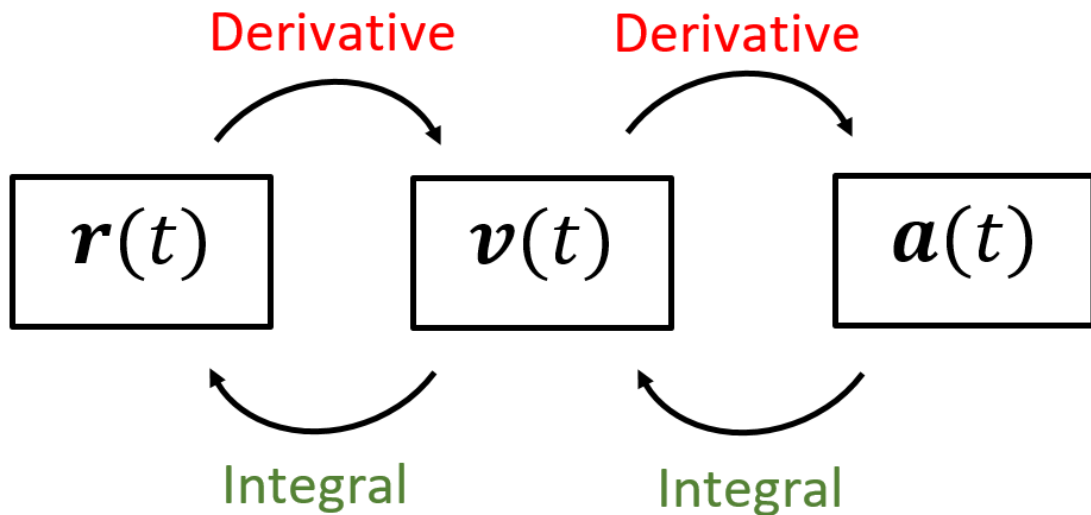 Derivative Derivative
r(t) v(t) a(t)
Integral Integral